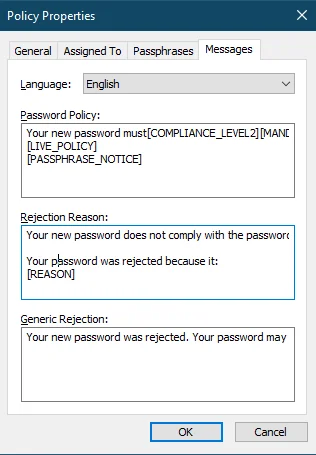 Policy Properties
General
Assigned To
Passphrases
Messages
Language:
English
Password Policy:
Your new password must[COMPLIANCE_LEVEL2][MAND
[LIVE_POLICY]
[PASSPHRASE_NOTICE]
Rejection Reason:
Your new password does not comply with the password
Your password was rejected because it:
[REASON]
Generic Rejection:
Your new password was rejected. Your password may
OK
Cancel